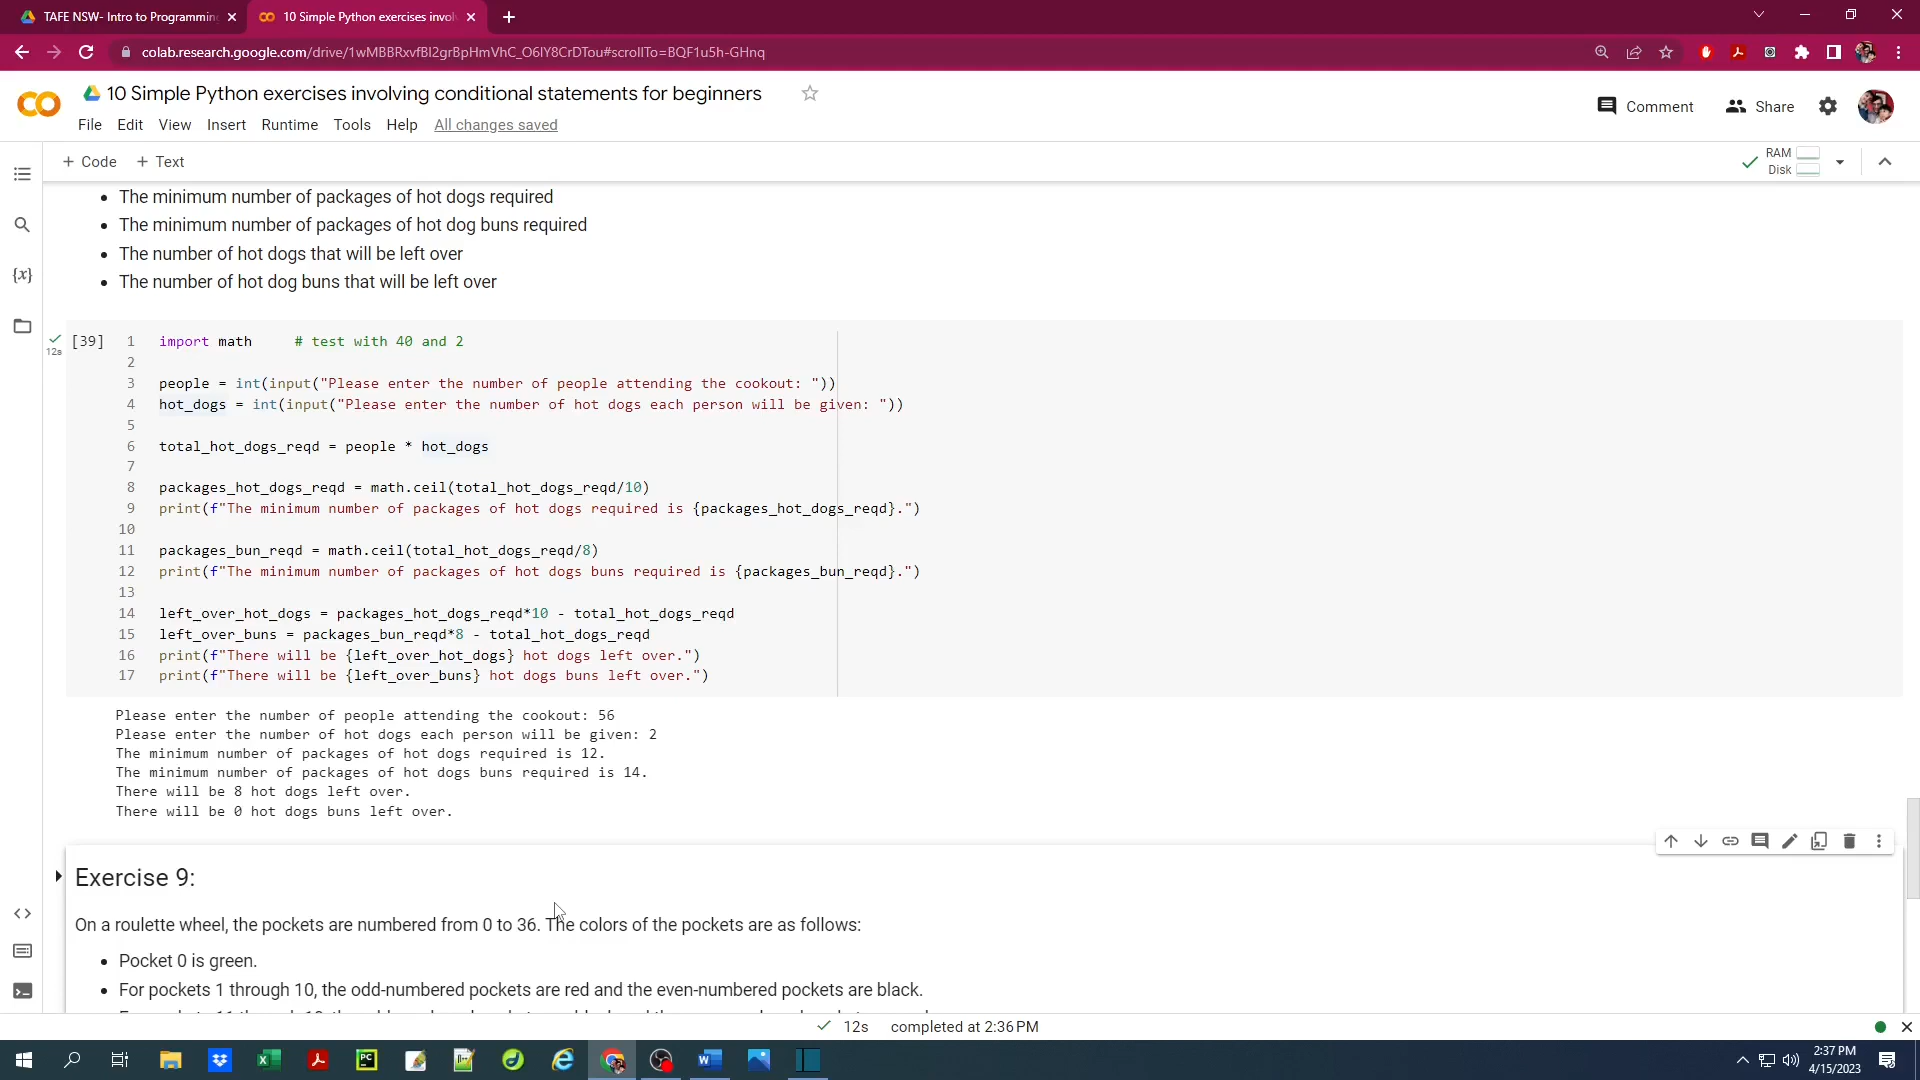 TAFE NSW- Intro to Programmin
10 Simple Python exercises invol
colab.research.google.com/drive/1wMBBRxvfBI2grBpHmVhC_O6lY8CrDTou#scrollTo=BQF1u5h-GHnq
10 Simple Python exercises involving conditional statements for beginners
File Edit View Insert Runtime Tools Help All changes saved
Comment Share
+ Code + Text
RAM
Disk
• The minimum number of packages of hot dogs required
• The minimum number of packages of hot dog buns required
• The number of hot dogs that will be left over
• The number of hot dog buns that will be left over
{x}
12s
[39] 1 import math # test with 40 and 2
2
3 people = int(input("Please enter the number of people attending the cookout: "))
4 hot_dogs = int(input("Please enter the number of hot dogs each person will be given: "))
5
6 total_hot_dogs_reqd = people * hot_dogs
7
8 packages_hot_dogs_reqd = math.ceil(total_hot_dogs_reqd/10)
9 print(f"The minimum number of packages of hot dogs required is {packages_hot_dogs_reqd}.")
10
11 packages_bun_reqd = math.ceil(total_hot_dogs_reqd/8)
12 print(f"The minimum number of packages of hot dogs buns required is {packages_bun_reqd}.")
13
14 left_over_hot_dogs = packages_hot_dogs_reqd*10 - total_hot_dogs_reqd
15 left_over_buns = packages_bun_reqd*8 - total_hot_dogs_reqd
16 print(f"There will be {left_over_hot_dogs} hot dogs left over.")
17 print(f"There will be {left_over_buns} hot dogs buns left over.")
Please enter the number of people attending the cookout: 56
Please enter the number of hot dogs each person will be given: 2
The minimum number of packages of hot dogs required is 12.
The minimum number of packages of hot dogs buns required is 14.
There will be 8 hot dogs left over.
There will be 0 hot dogs buns left over.
Exercise 9:
On a roulette wheel, the pockets are numbered from 0 to 36. The colors of the pockets are as follows:
• Pocket 0 is green.
• For pockets 1 through 10, the odd-numbered pockets are red and the even-numbered pockets are black.
12s completed at 2:36 PM
2:37 PM
4/15/2023